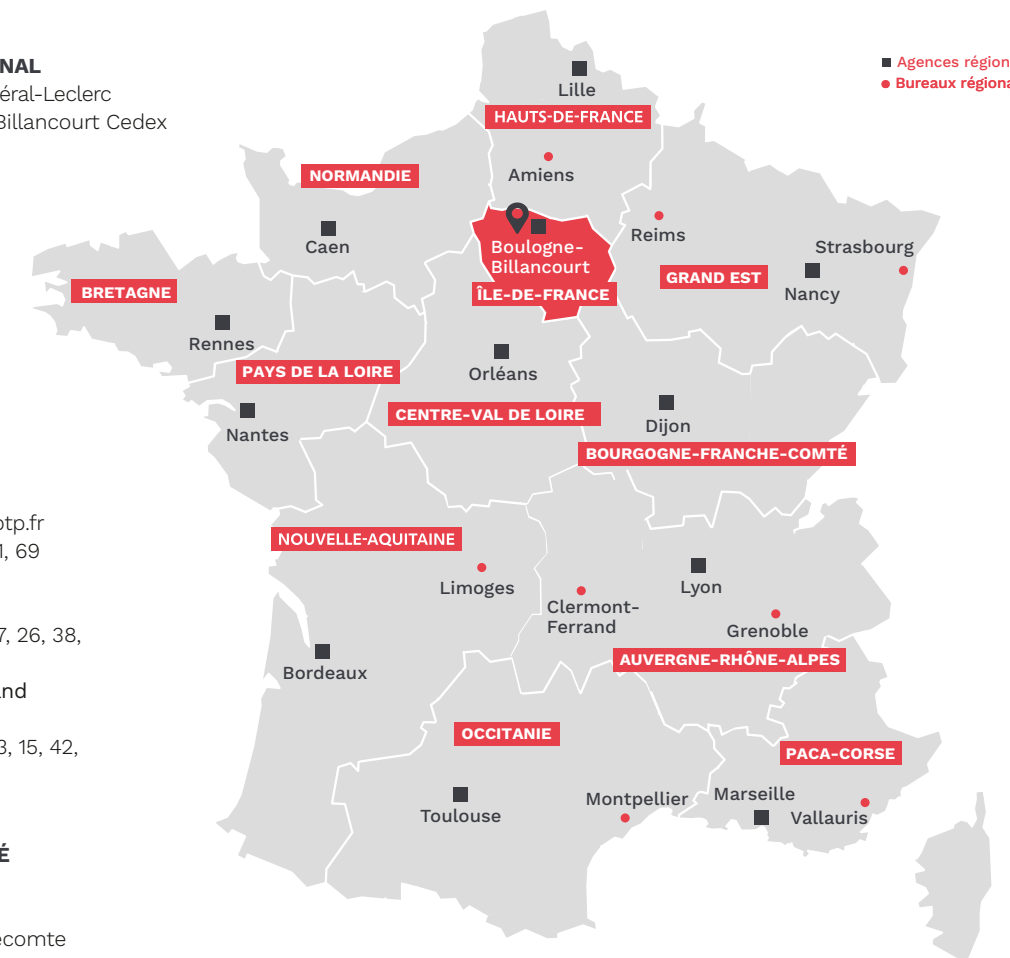 NAL
éral-Leclerc
Billancourt Cedex
otp.fr
, 69
7, 26, 38,
and
3, 15, 42,
É
ecomte
Agences région
Bureaux régiona
Lille
HAUTS-DE-FRANCE
Amiens
NORMANDIE
Caen
Boulogne-
Billancourt
ÎLE-DE-FRANCE
Reims
Strasbourg
GRAND EST
Nancy
BRETAGNE
Rennes
PAYS DE LA LOIRE
Nantes
Orléans
CENTRE-VAL DE LOIRE
Dijon
BOURGOGNE-FRANCHE-COMTÉ
NOUVELLE-AQUITAINE
Limoges
Bordeaux
Clermont-
Ferrand
Lyon
Grenoble
AUVERGNE-RHÔNE-ALPES
OCCITANIE
Toulouse
Montpellier
PACA-CORSE
Marseille
Vallauris